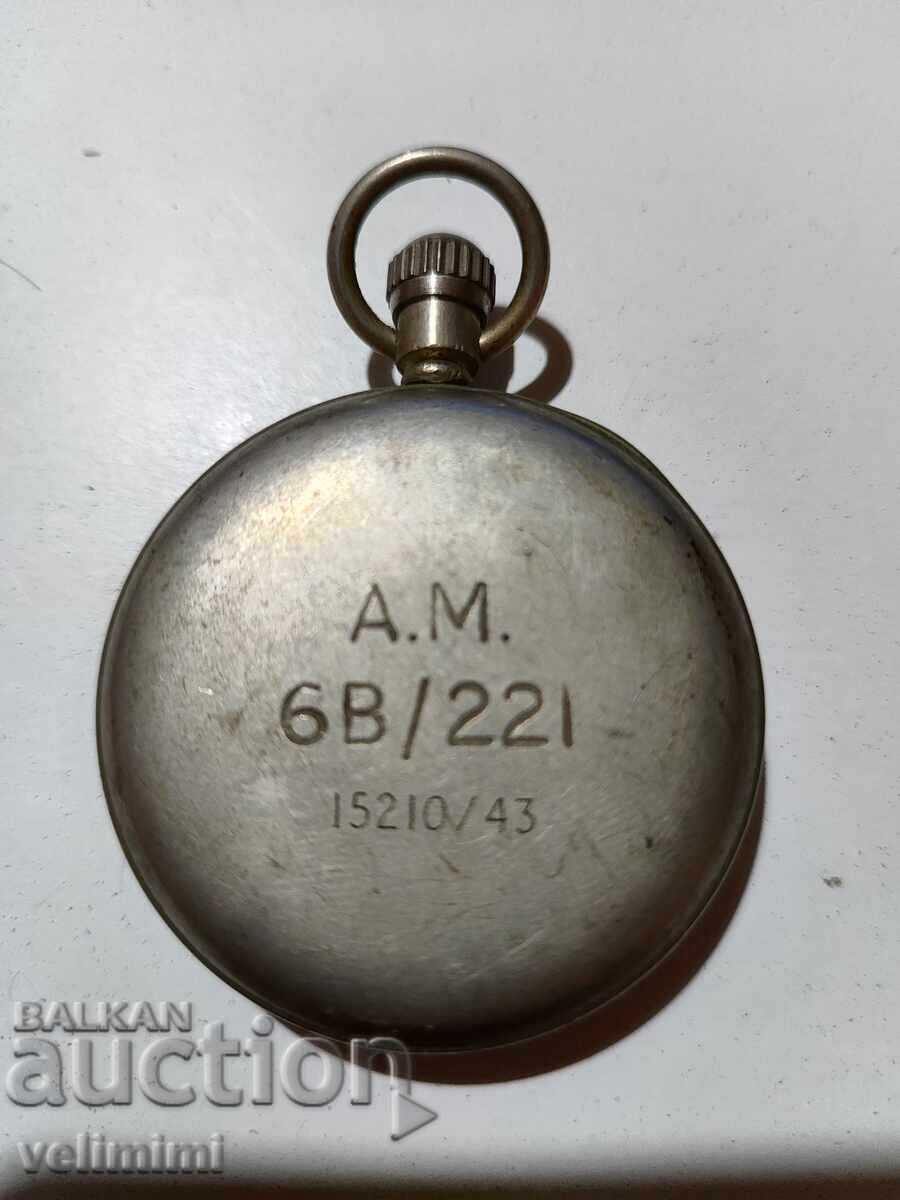 A.M.
6B/221
15210/43
BALKAN
auction
velimimi